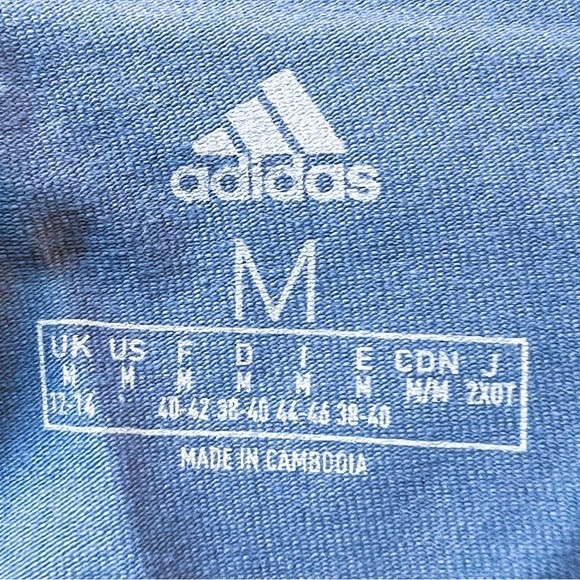 adidas
M
UK US F D I E CDN J
M M M M M M M/M 2XOT
12-14 40-42 38-40 44-46 38-40
MADE IN CAMBODIA